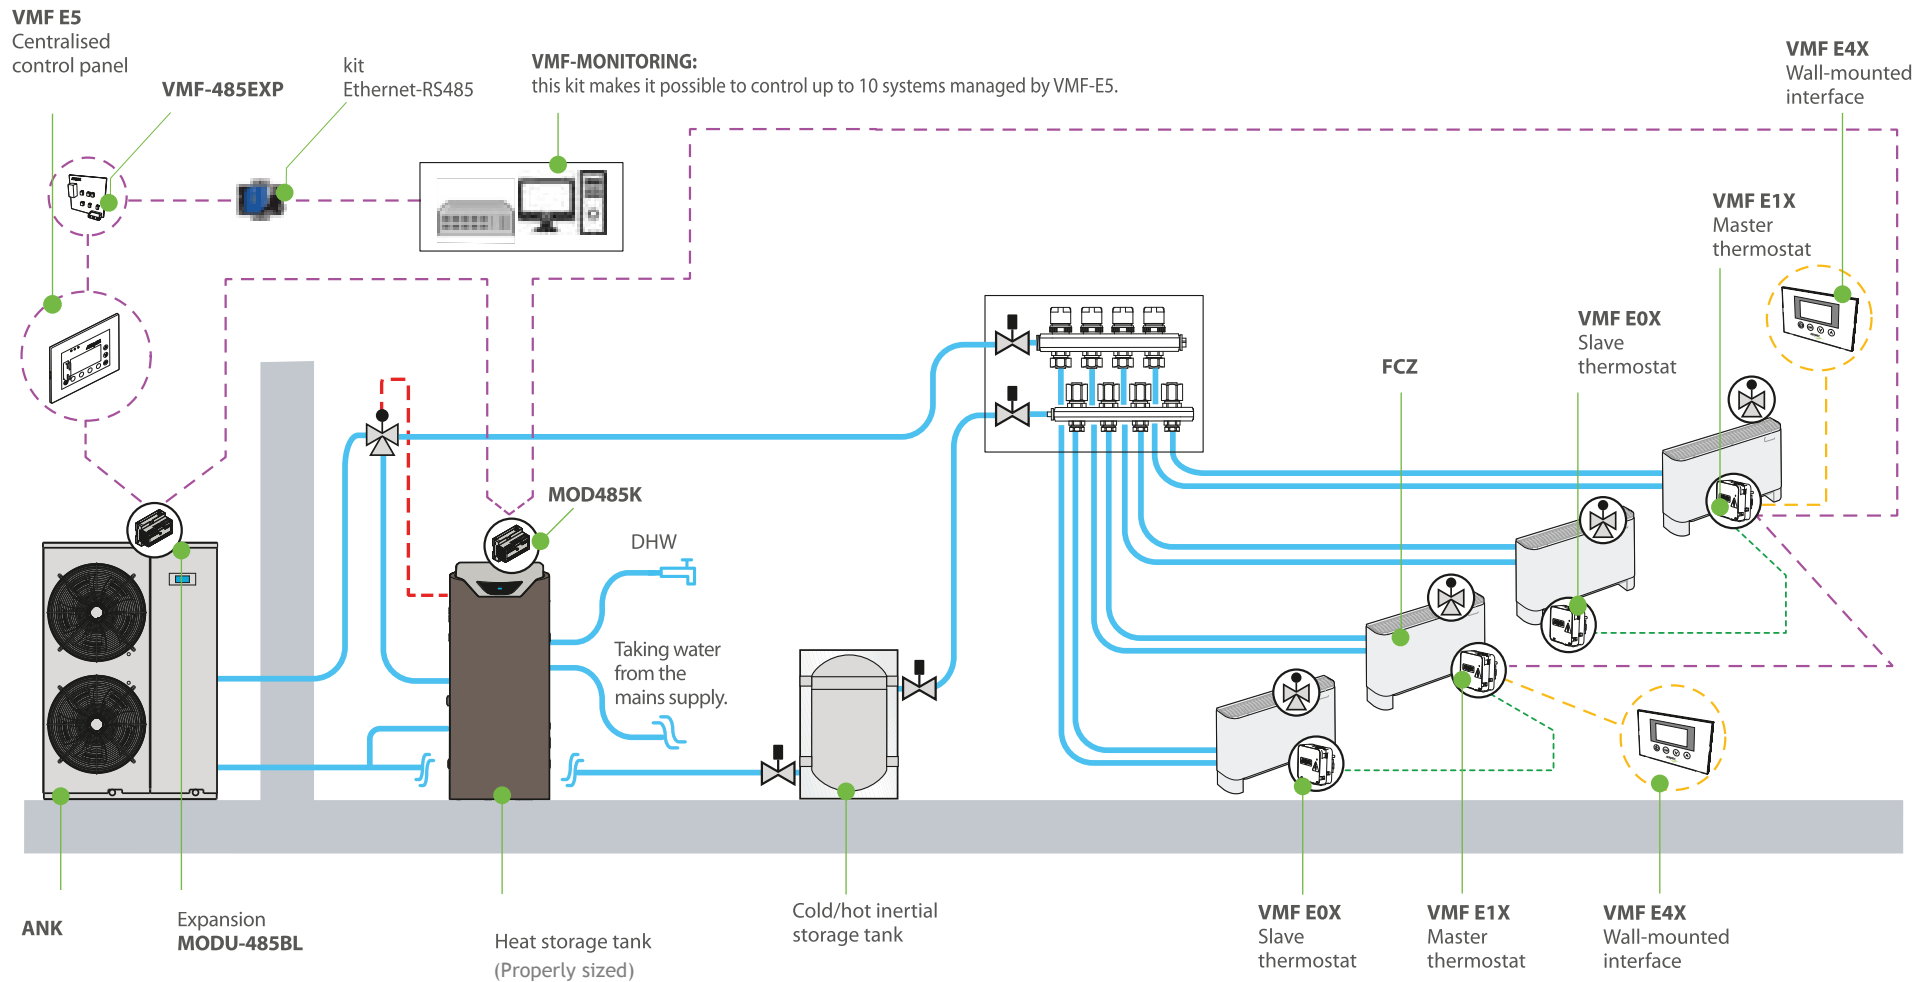 VMF E5
Centralised
control panel
VMF-485EXP
kit
Ethernet-RS485
VMF-MONITORING:
this kit makes it possible to control up to 10 systems managed by VMF-E5.
VMF E4X
Wall-mounted
interface
VMF E1X
Master
thermostat
VMF E0X
Slave
thermostat
FCZ
MOD485K
DHW
Taking water
from the
mains supply.
ANK
Expansion
MODU-485BL
Heat storage tank
(Properly sized)
Cold/hot inertial
storage tank
VMF E0X
Slave
thermostat
VMF E1X
Master
thermostat
VMF E4X
Wall-mounted
interface